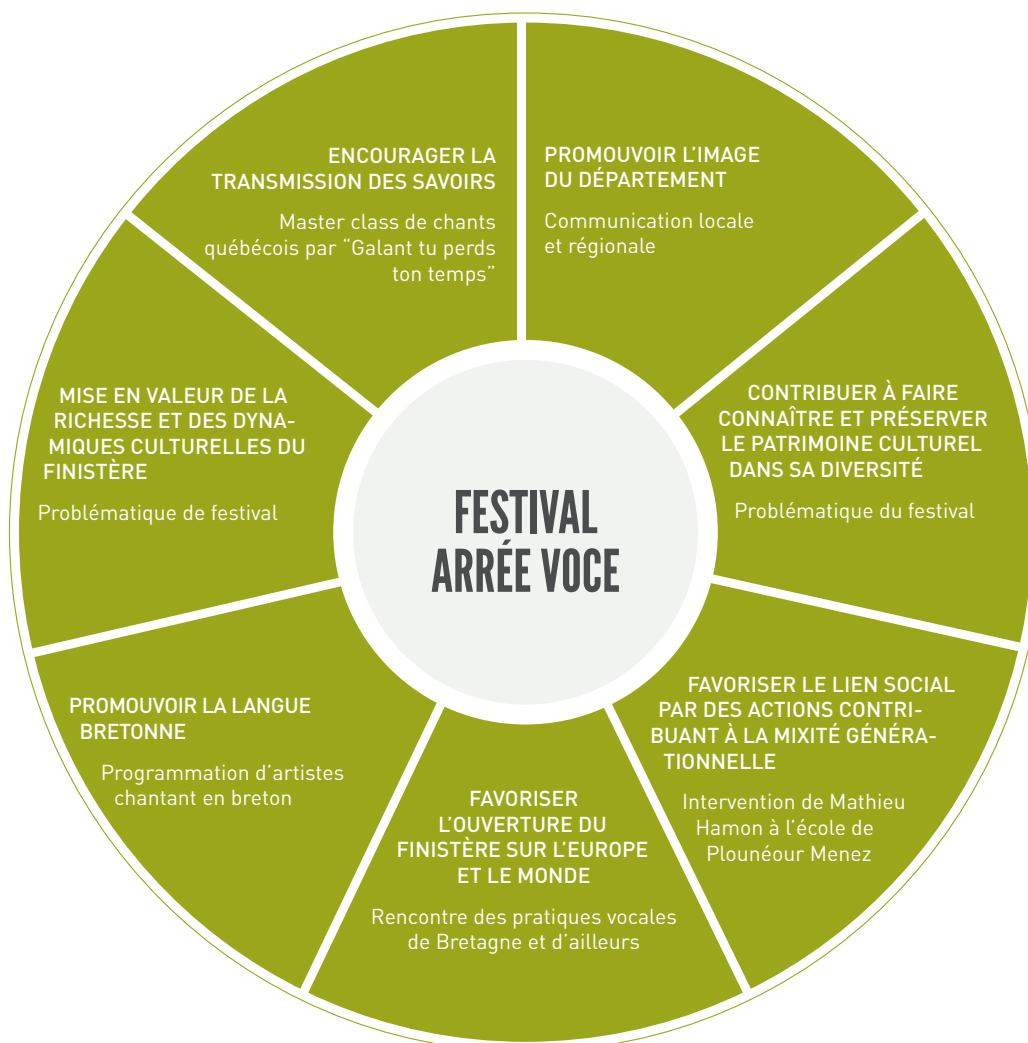 ENCOURAGER LA
TRANSMISSION DES SAVOIRS
Master class de chants
québécois par “Galant tu perds
ton temps”
PROMOUVOIR L’IMAGE
DU DÉPARTEMENT
Communication locale
et régionale
CONTRIBUER À FAIRE
CONNAÎTRE ET PRÉSERVER
LE PATRIMOINE CULTUREL
DANS SA DIVERSITÉ
Problématique du festival
FAVORISER LE LIEN SOCIAL
PAR DES ACTIONS CONTRI-
BUANT À LA MIXITÉ GÉNÉRA-
TIONNELLE
Intervention de Mathieu
Hamon à l’école de
Plounéour Menez
FAVORISER
L’OUVERTURE DU
FINISTÈRE SUR L’EUROPE
ET LE MONDE
Rencontre des pratiques vocales
de Bretagne et d’ailleurs
PROMOUVOIR LA LANGUE
BRETONNE
Programmation d’artistes
chantant en breton
MISE EN VALEUR DE LA
RICHESSE ET DES DYNA-
MIQUES CULTURELLES DU
FINISTÈRE
Problématique de festival
FESTIVAL
ARRÉE VOCE